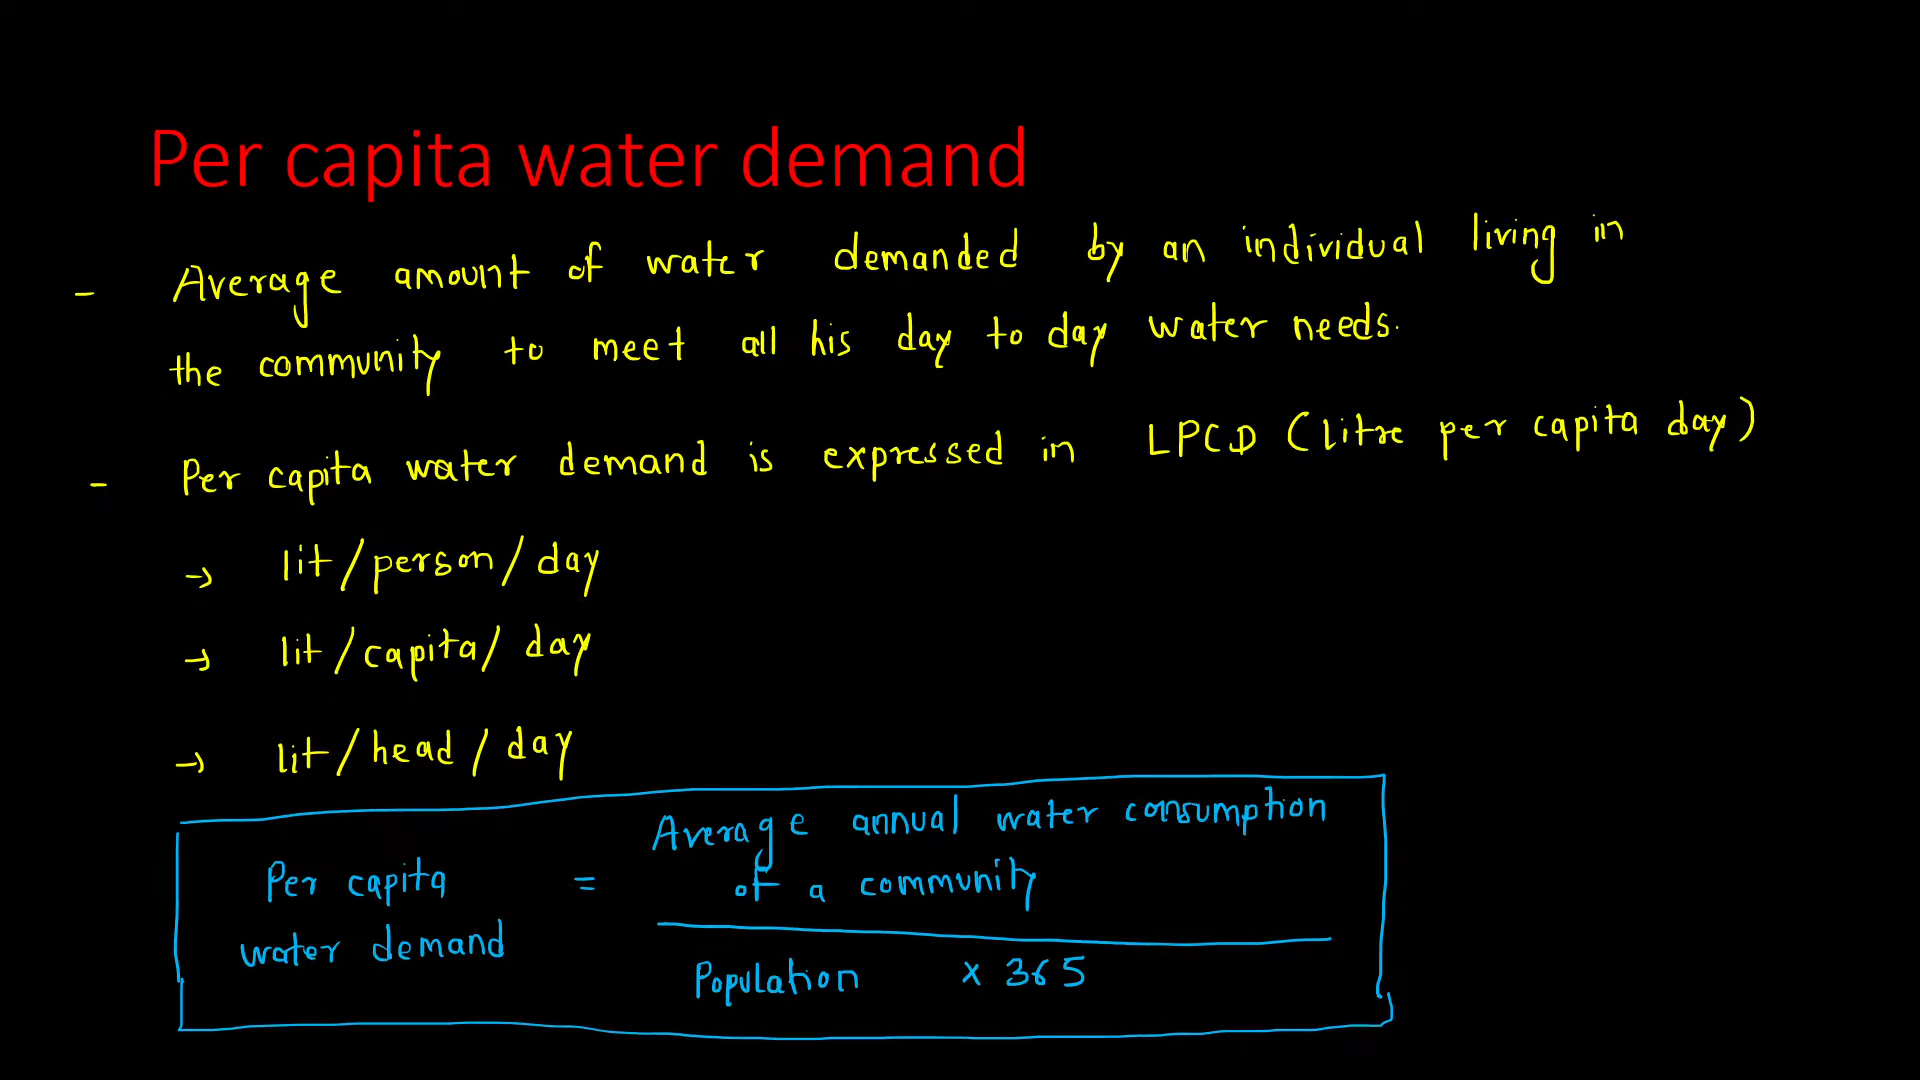 Per capita water demand
- Average amount of water demanded by an individual living in
the community to meet all his day to day water needs.
- Per capita water demand is expressed in LPCD (litre per capita day)
→ lit/person/day
→ lit/capita/day
→ lit/head/day
Per capita water demand = Average annual water consumption
of a community
Population × 365